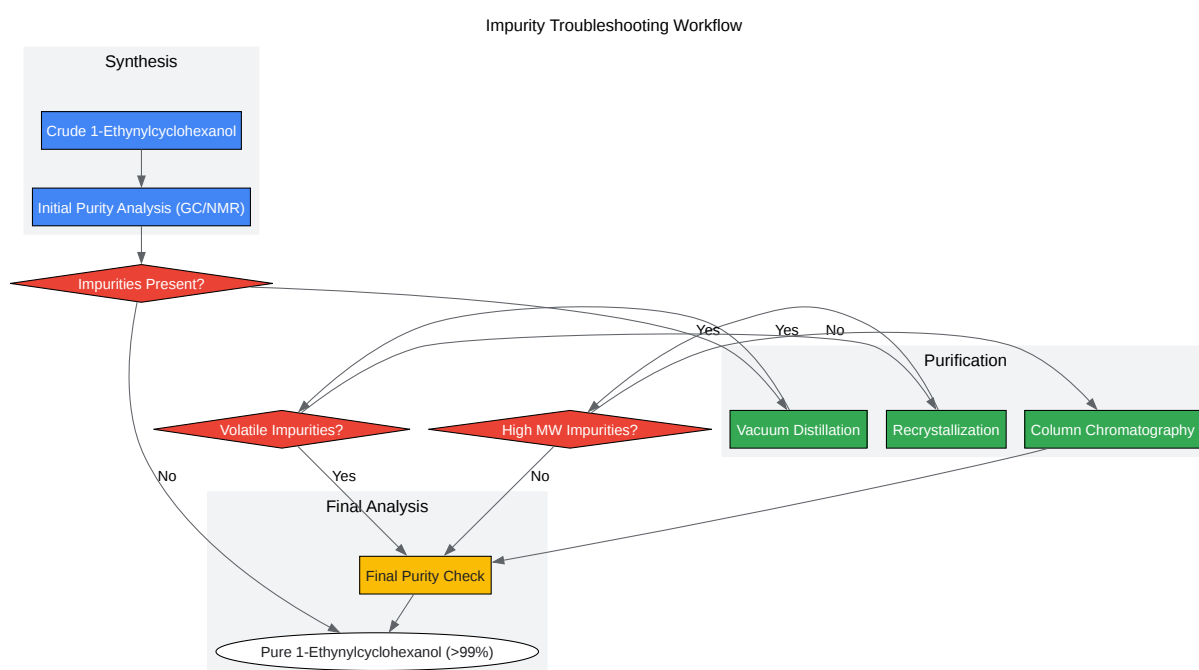 Impurity Troubleshooting Workflow
Synthesis
Crude 1-Ethynylcyclohexanol
Initial Purity Analysis (GC/NMR)
Impurities Present?
Yes
Yes
No
Purification
Volatile Impurities?
High MW Impurities?
Vacuum Distillation
Recrystallization
Column Chromatography
No
Yes
No
Final Analysis
Final Purity Check
Pure 1-Ethynylcyclohexanol (>99%)